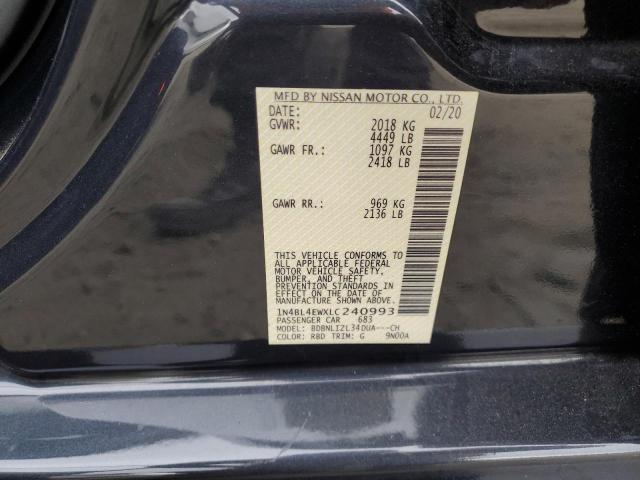 MFD BY NISSAN MOTOR CO., LTD.
DATE: 02/20
GVWR: 2018 KG
4449 LB
GAWR FR.: 1097 KG
2418 LB
GAWR RR.: 969 KG
2136 LB
THIS VEHICLE CONFORMS TO
ALL APPLICABLE FEDERAL
MOTOR VEHICLE SAFETY,
BUMPER, AND THEFT
PREVENTION STANDARDS IN
EFFECT ON THE DATE OF
MANUFACTURE SHOWN ABOVE.
1N4BL4EWXLC240993
PASSENGER CAR 683
MODEL: BDBNLIZL34DUA---CH
COLOR: RBD TRIM: G 9N00A